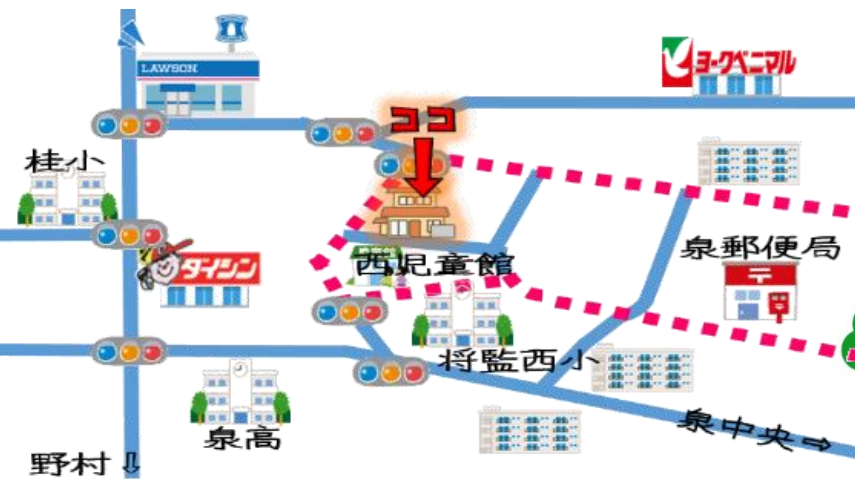 LAWSON
ヨークベニマル
ココ
桂小
泉郵便局
西児童館
ダイシン
将監西小
泉高
泉中央⇒
野村⇓